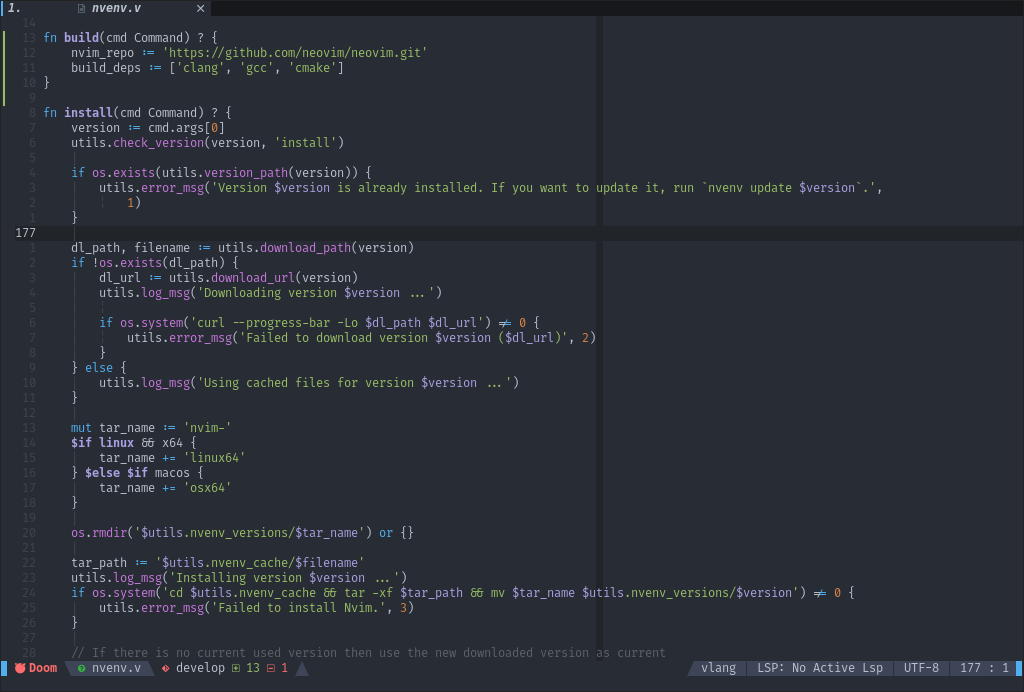 1. nvenv.v ×
14
13 fn build(cmd Command) ? {
12     nvim_repo := 'https://github.com/neovim/neovim.git'
11     build_deps := ['clang', 'gcc', 'cmake']
10 }
9
8 fn install(cmd Command) ? {
7     version := cmd.args[0]
6     utils.check_version(version, 'install')
5
4     if os.exists(utils.version_path(version)) {
3         utils.error_msg('Version $version is already installed. If you want to update it, run `nvenv update $version`.',
2             1)
1     }
177
1     dl_path, filename := utils.download_path(version)
2     if !os.exists(dl_path) {
3         dl_url := utils.download_url(version)
4         utils.log_msg('Downloading version $version ...')
5
6         if os.system('curl --progress-bar -Lo $dl_path $dl_url') != 0 {
7             utils.error_msg('Failed to download version $version ($dl_url)', 2)
8         }
9     } else {
10         utils.log_msg('Using cached files for version $version ...')
11     }
12
13     mut tar_name := 'nvim-'
14     $if linux && x64 {
15         tar_name += 'linux64'
16     } $else $if macos {
17         tar_name += 'osx64'
18     }
19
20     os.rmdir('$utils.nvenv_versions/$tar_name') or {}
21
22     tar_path := '$utils.nvenv_cache/$filename'
23     utils.log_msg('Installing version $version ...')
24     if os.system('cd $utils.nvenv_cache && tar -xf $tar_path && mv $tar_name $utils.nvenv_versions/$version') != 0 {
25         utils.error_msg('Failed to install Nvim.', 3)
26     }
27
28     // If there is no current used version then use the new downloaded version as current
Doom nvenv.v develop 13 1 vlang LSP: No Active Lsp UTF-8 177 : 1